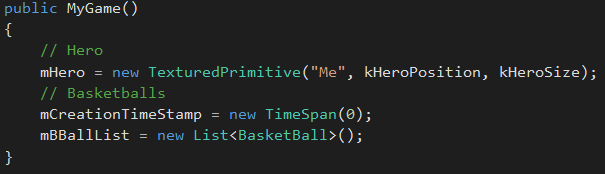 public MyGame()
{
    // Hero
    mHero = new TexturedPrimitive("Me", kHeroPosition, kHeroSize);
    // Basketballs
    mCreationTimeStamp = new TimeSpan(0);
    mBBallList = new List<BasketBall>();
}